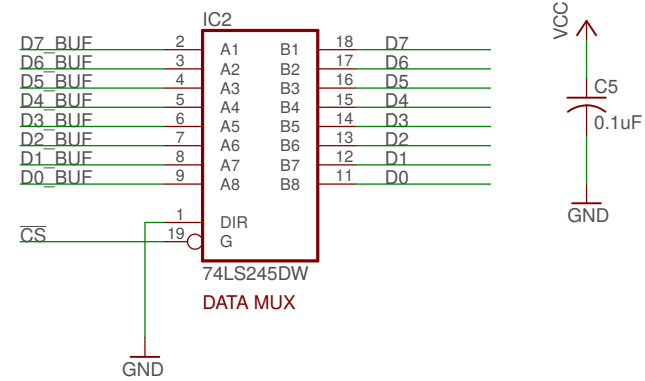 IC2
D7_BUF 2 A1 B1 18 D7
D6_BUF 3 A2 B2 17 D6
D5_BUF 4 A3 B3 16 D5
D4_BUF 5 A4 B4 15 D4
D3_BUF 6 A5 B5 14 D3
D2_BUF 7 A6 B6 13 D2
D1_BUF 8 A7 B7 12 D1
D0_BUF 9 A8 B8 11 D0
1 DIR
CS 19 G
74LS245DW
DATA MUX
GND
VCC
C5
0.1uF
GND